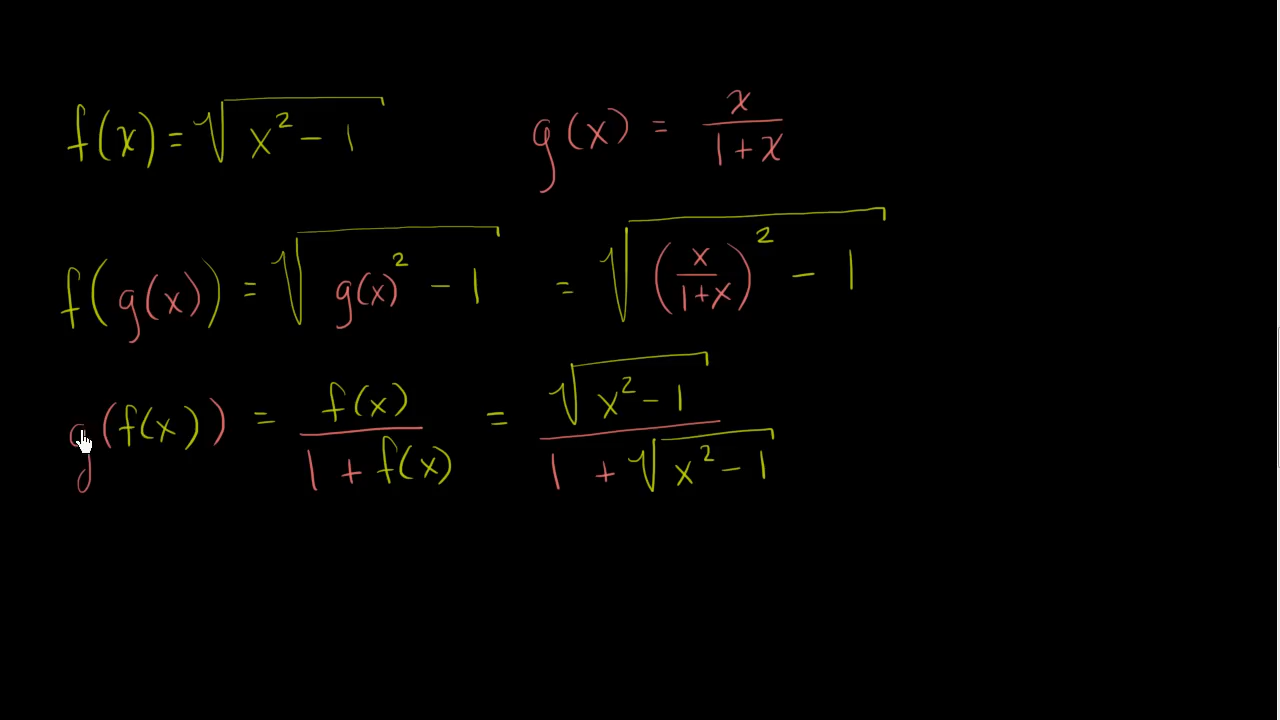 f(x) = √(x² - 1)   g(x) = x/(1 + x)
f(g(x)) = √(g(x)² - 1) = √((x/(1+x))² - 1)
g(f(x)) = f(x)/(1 + f(x)) = √(x² - 1)/(1 + √(x² - 1))